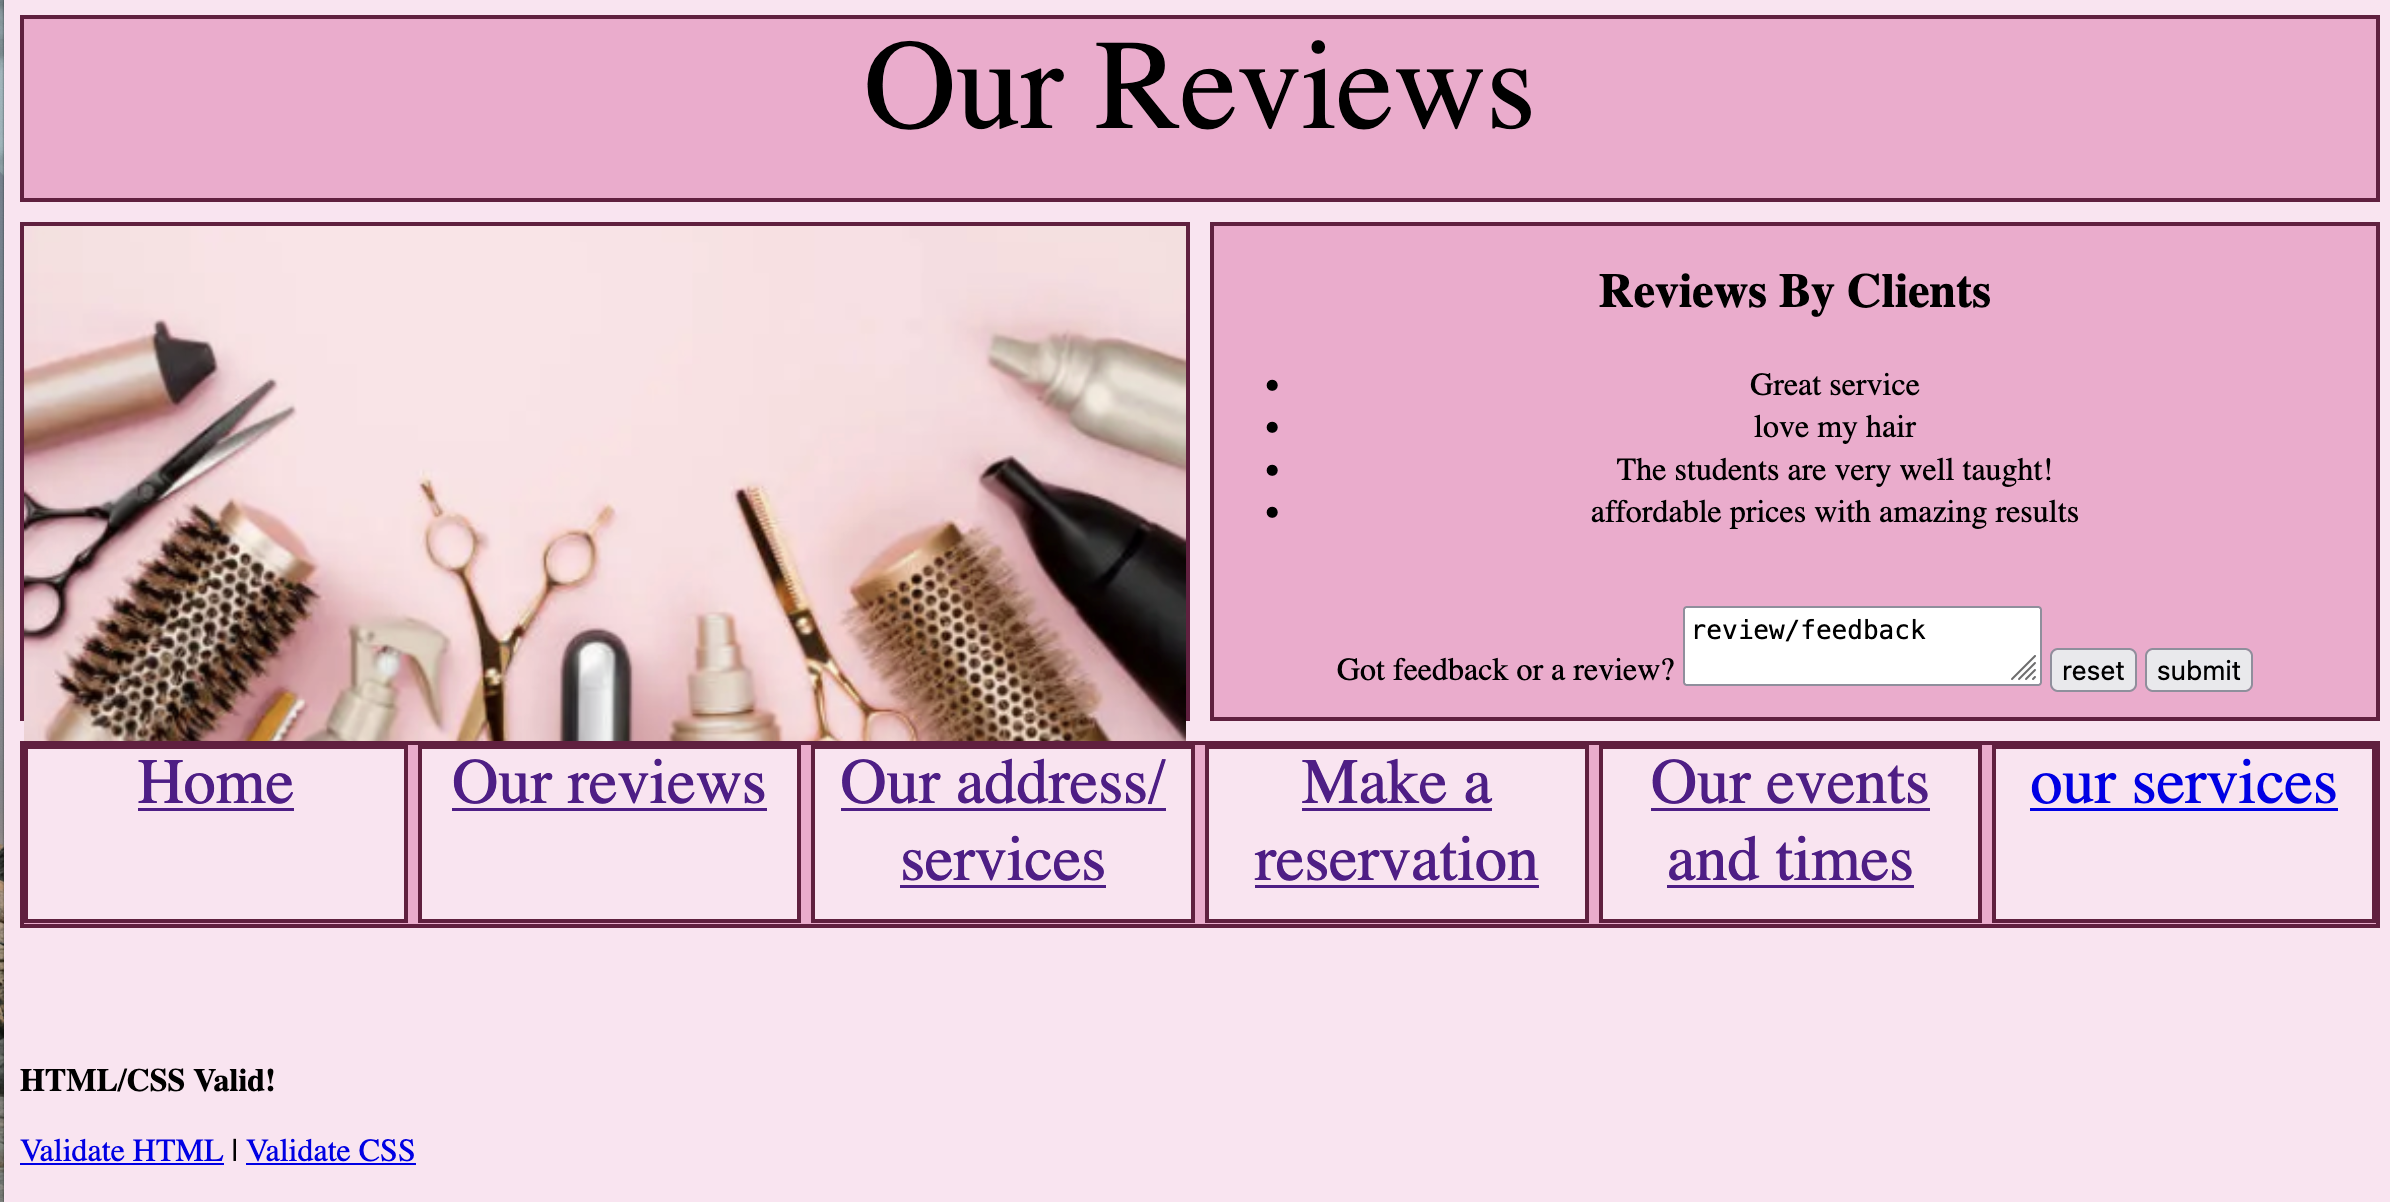 Our Reviews
Reviews By Clients
Great service
love my hair
The students are very well taught!
affordable prices with amazing results
Got feedback or a review? review/feedback reset submit
Home
Our reviews
Our address/
services
Make a
reservation
Our events
and times
our services
HTML/CSS Valid!
Validate HTML | Validate CSS